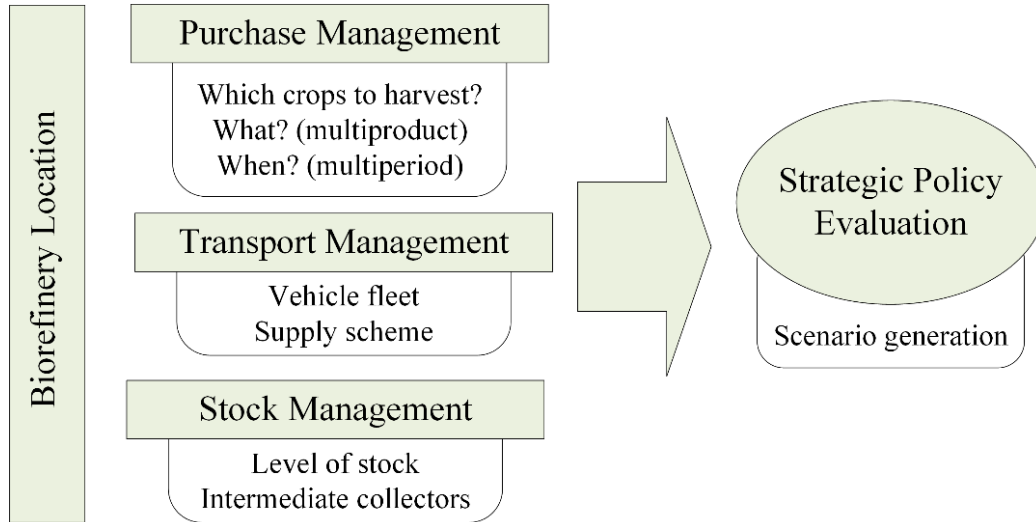 Biorefinery Location
Purchase Management
Which crops to harvest?
What? (multiproduct)
When? (multiperiod)
Transport Management
Vehicle fleet
Supply scheme
Stock Management
Level of stock
Intermediate collectors
Strategic Policy
Evaluation
Scenario generation